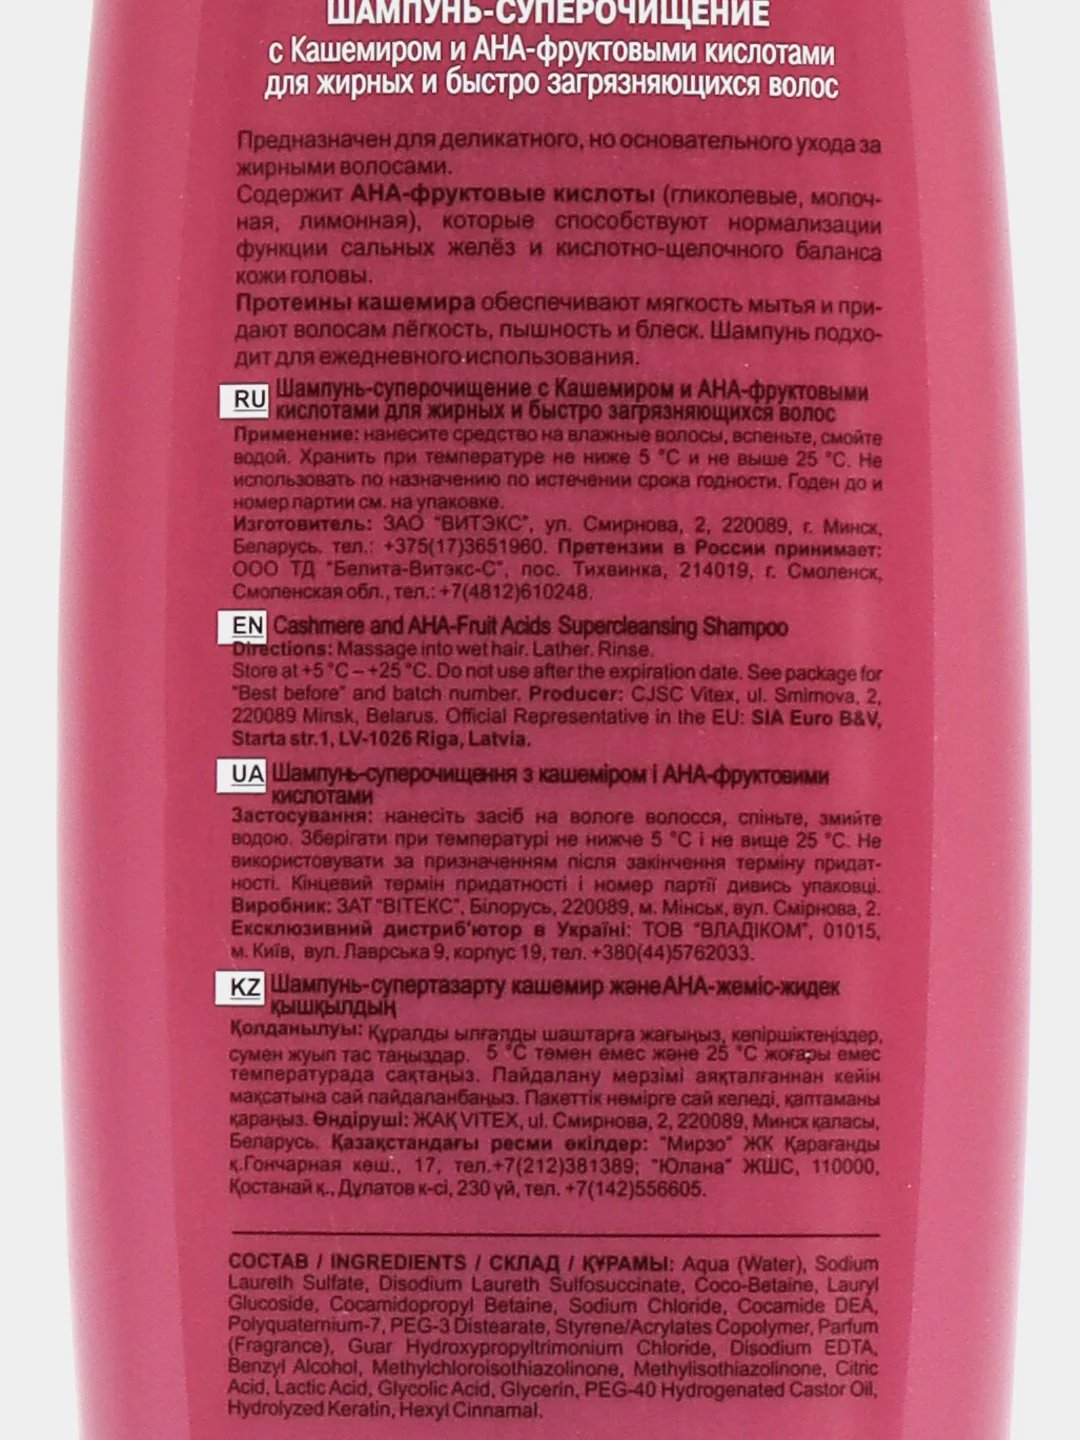 ШАМПУНЬ-СУПЕРОЧИЩЕНИЕ
с Кашемиром и АНА-фруктовыми кислотами
для жирных и быстро загрязняющихся волос
Предназначен для деликатного, но основательного ухода за
жирными волосами.
Содержит АНА-фруктовые кислоты (гликолевые, молоч-
ная, лимонная), которые способствуют нормализации
функции сальных желёз и кислотно-щелочного баланса
кожи головы.
Протеины кашемира обеспечивают мягкость мытья и при-
дают волосам лёгкость, пышность и блеск. Шампунь подхо-
дит для ежедневного использования.
RU Шампунь-суперочищение с Кашемиром и АНА-фруктовыми
кислотами для жирных и быстро загрязняющихся волос
Применение: нанесите средство на влажные волосы, вспеньте, смойте
водой. Хранить при температуре не ниже 5 °С и не выше 25 °С. Не
использовать по назначению по истечении срока годности. Годен до и
номер партии см. на упаковке.
Изготовитель: ЗАО "ВИТЭКС", ул. Смирнова, 2, 220089, г. Минск,
Беларусь. тел.: +375(17)3651960. Претензии в России принимает:
ООО ТД "Белита-Витэкс-С", пос. Тихвинка, 214019, г. Смоленск,
Смоленская обл., тел.: +7(4812)610248.
EN Cashmere and AHA-Fruit Acids Supercleansing Shampoo
Directions: Massage into wet hair. Lather. Rinse.
Store at +5 °C – +25 °C. Do not use after the expiration date. See package for
"Best before" and batch number. Producer: CJSC Vitex, ul. Smirnova, 2,
220089 Minsk, Belarus. Official Representative in the EU: SIA Euro B&V,
Starta str.1, LV-1026 Riga, Latvia.
UA Шампунь-суперочищення з кашеміром і АНА-фруктовими
кислотами
Застосування: нанесіть засіб на вологе волосся, спіньте, змийте
водою. Зберігати при температурі не нижче 5 °С і не вище 25 °С. Не
використовувати за призначенням після закінчення терміну придат-
ності. Кінцевий термін придатності і номер партії дивись упаковці.
Виробник: ЗАТ "ВІТЕКС", Білорусь, 220089, м. Мінськ, вул. Смірнова, 2.
Ексклюзивний дистриб'ютор в Україні: ТОВ "ВЛАДІКОМ", 01015,
м. Київ, вул. Лаврська 9, корпус 19, тел. +380(44)5762033.
KZ Шампунь-супертазарту кашемир және АНА-жеміс-жидек
қышқылдың
Қолданылуы: Құралды ылғалды шаштарға жағыңыз, көпіршіктеңіздер,
сумен жуып тас таңыздар. 5 °С төмен емес және 25 °С жоғары емес
температурада сақтаңыз. Пайдалану мерзімі аяқталғаннан кейін
мақсатына сай пайдаланбаңыз. Пакеттік нөмірге сай келеді, қаптаманы
қараңыз. Өндіруші: ЖАҚ VITEX, ul. Смирнова, 2, 220089, Минск қаласы,
Беларусь. Қазақстандағы ресми өкілдер: "Мирзо" ЖК Қарағанды
қ.Гончарная көш., 17, тел.+7(212)381389; "Юлана" ЖШС, 110000,
Қостанай қ., Дулатов к-сі, 230 үй, тел. +7(142)556605.
СОСТАВ / INGREDIENTS / СКЛАД / ҚҰРАМЫ: Aqua (Water), Sodium
Laureth Sulfate, Disodium Laureth Sulfosuccinate, Coco-Betaine, Lauryl
Glucoside, Cocamidopropyl Betaine, Sodium Chloride, Cocamide DEA,
Polyquaternium-7, PEG-3 Distearate, Styrene/Acrylates Copolymer, Parfum
(Fragrance), Guar Hydroxypropyltrimonium Chloride, Disodium EDTA,
Benzyl Alcohol, Methylchloroisothiazolinone, Methylisothiazolinone, Citric
Acid, Lactic Acid, Glycolic Acid, Glycerin, PEG-40 Hydrogenated Castor Oil,
Hydrolyzed Keratin, Hexyl Cinnamal.